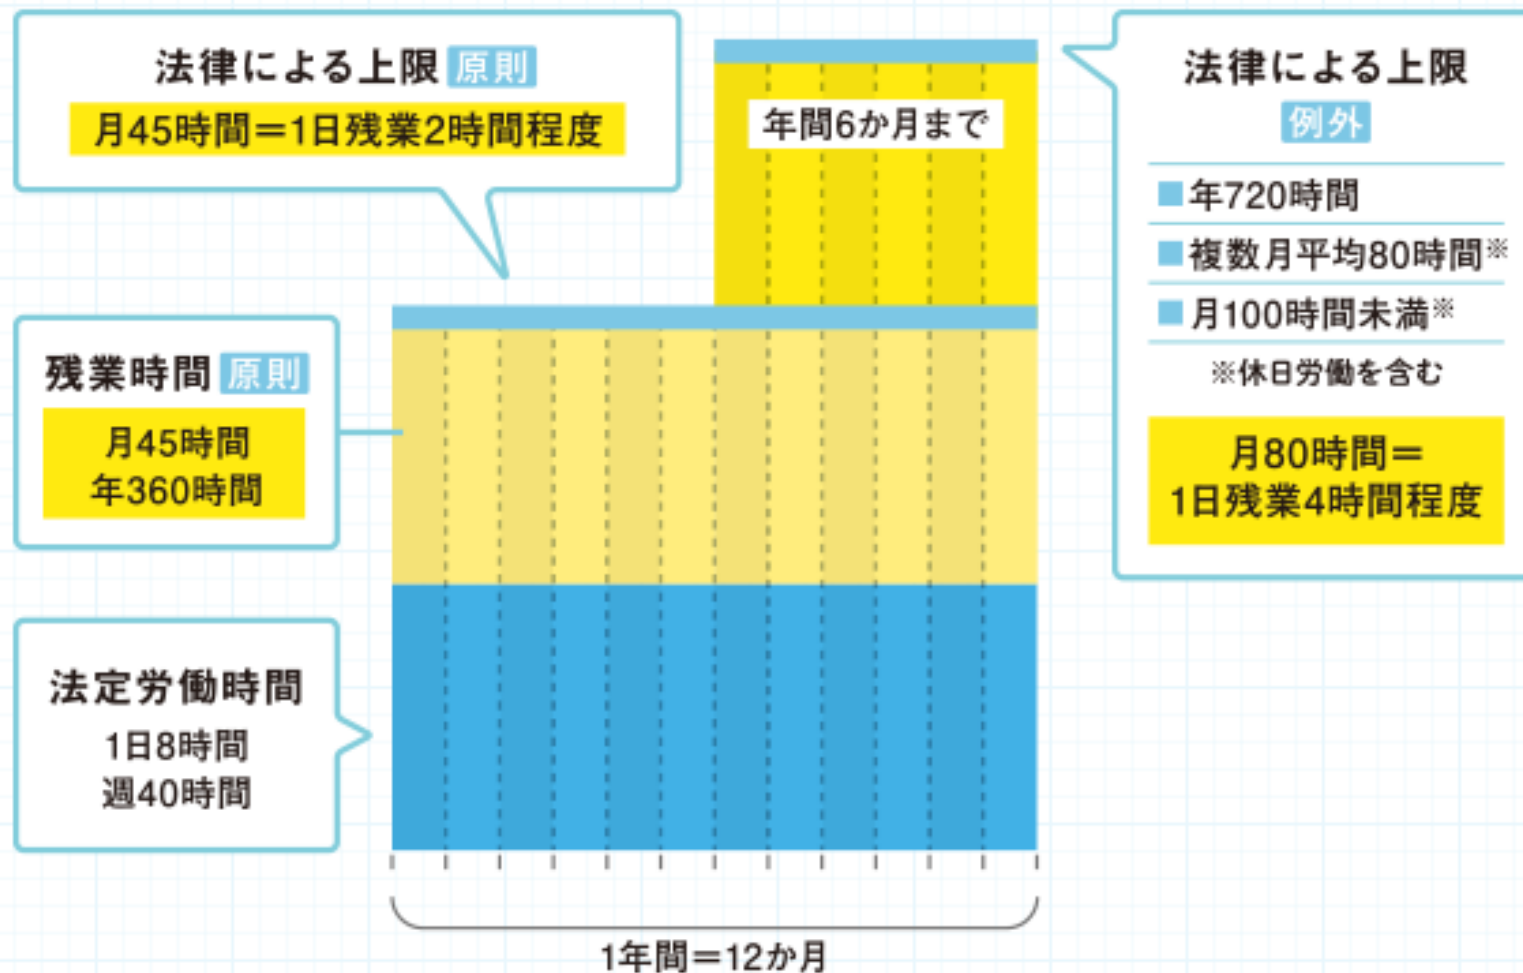 法律による上限 原則
月45時間＝1日残業2時間程度
年間6か月まで
法律による上限
例外
■年720時間
■複数月平均80時間※
■月100時間未満※
※休日労働を含む
月80時間＝
1日残業4時間程度
残業時間 原則
月45時間
年360時間
法定労働時間
1日8時間
週40時間
1年間＝12か月